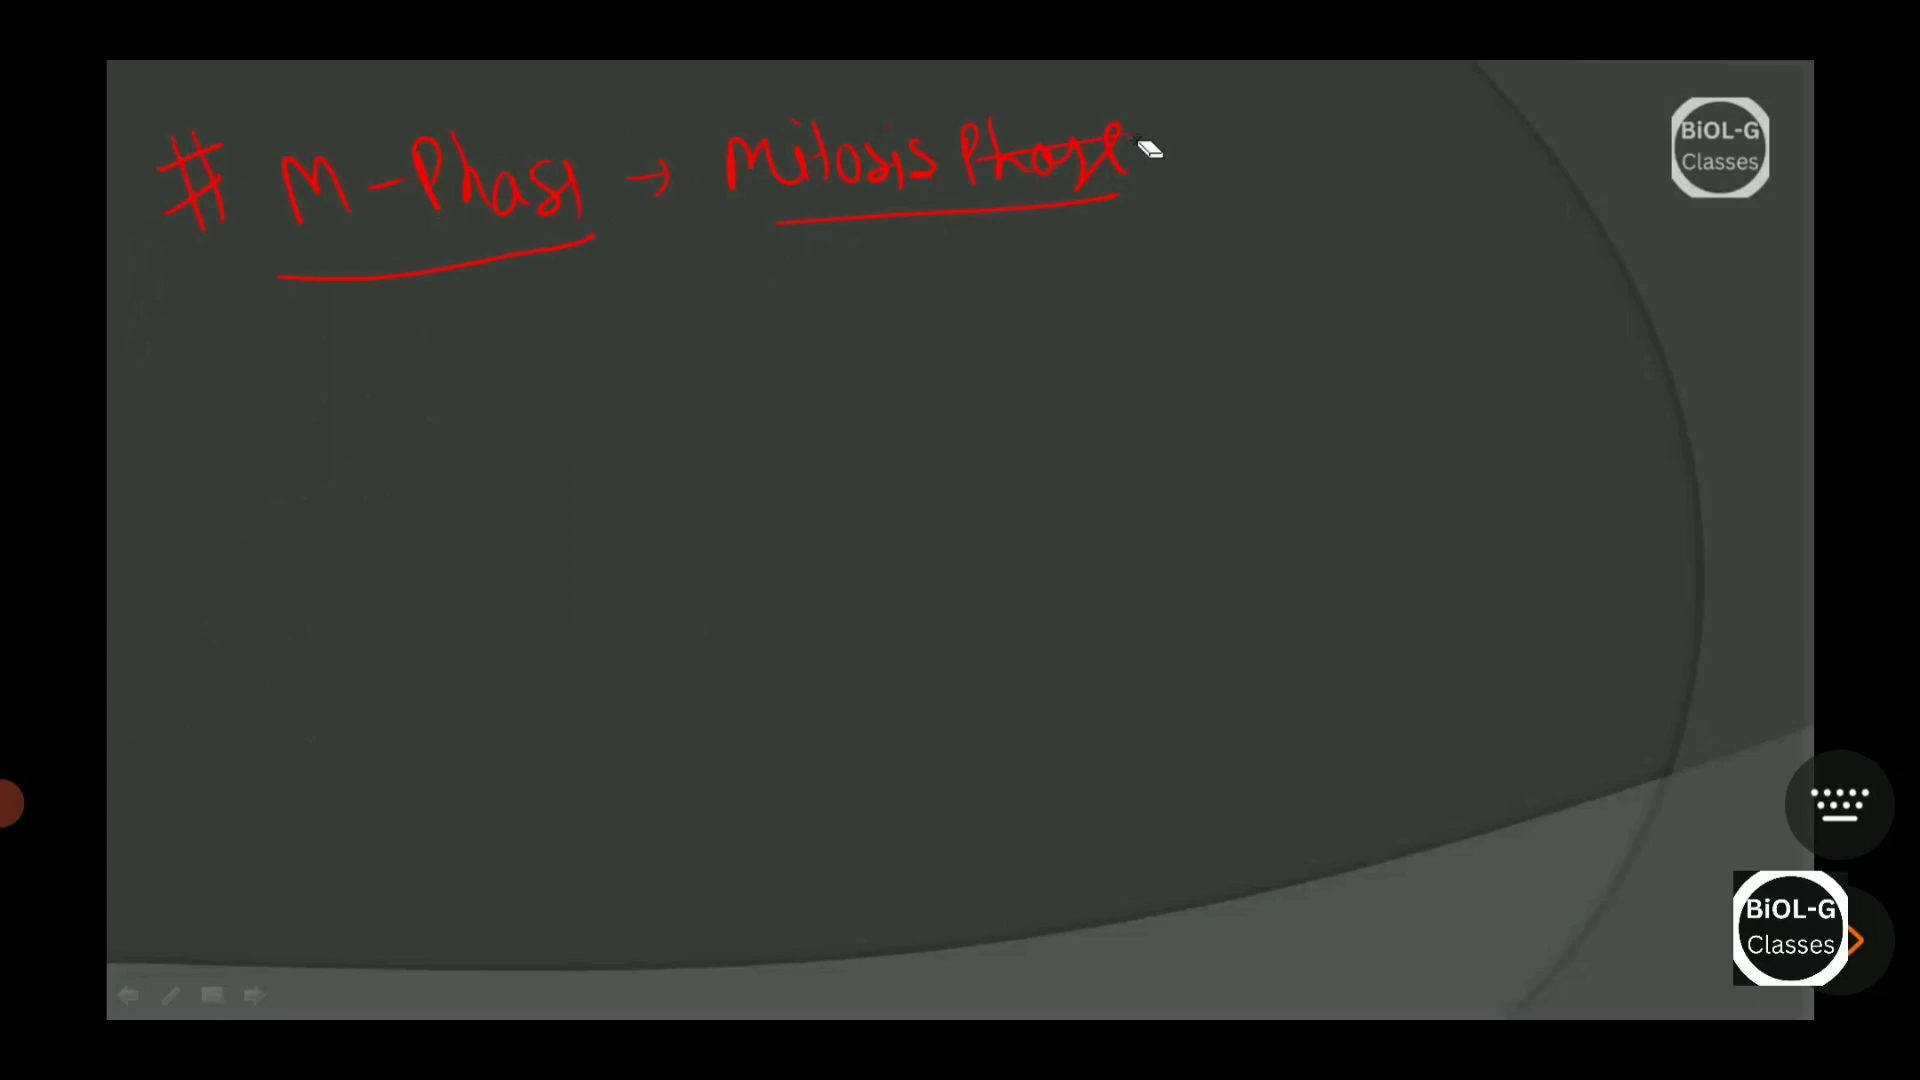 # M-Phase → Mitosis Phase
BiOL-G
Classes
BiOL-G
Classes